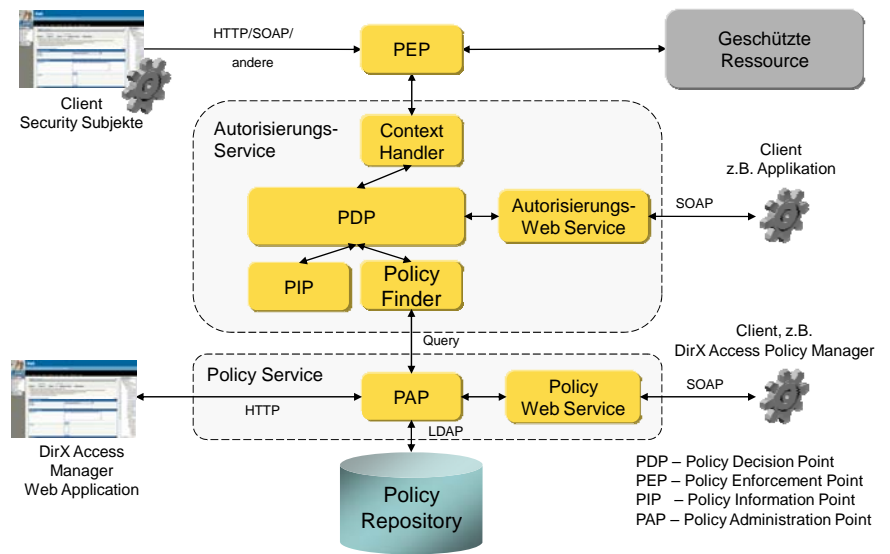 HTTP/SOAP/
andere
PEP
Geschützte
Ressource
Client
Security Subjekte
Autorisierungs-
Service
Context
Handler
Client
z.B. Applikation
PDP
Autorisierungs-
Web Service
SOAP
PIP
Policy
Finder
Query
Client, z.B.
DirX Access Policy Manager
Policy Service
PAP
Policy
Web Service
SOAP
HTTP
LDAP
DirX Access
Manager
Web Application
Policy
Repository
PDP – Policy Decision Point
PEP – Policy Enforcement Point
PIP – Policy Information Point
PAP – Policy Administration Point